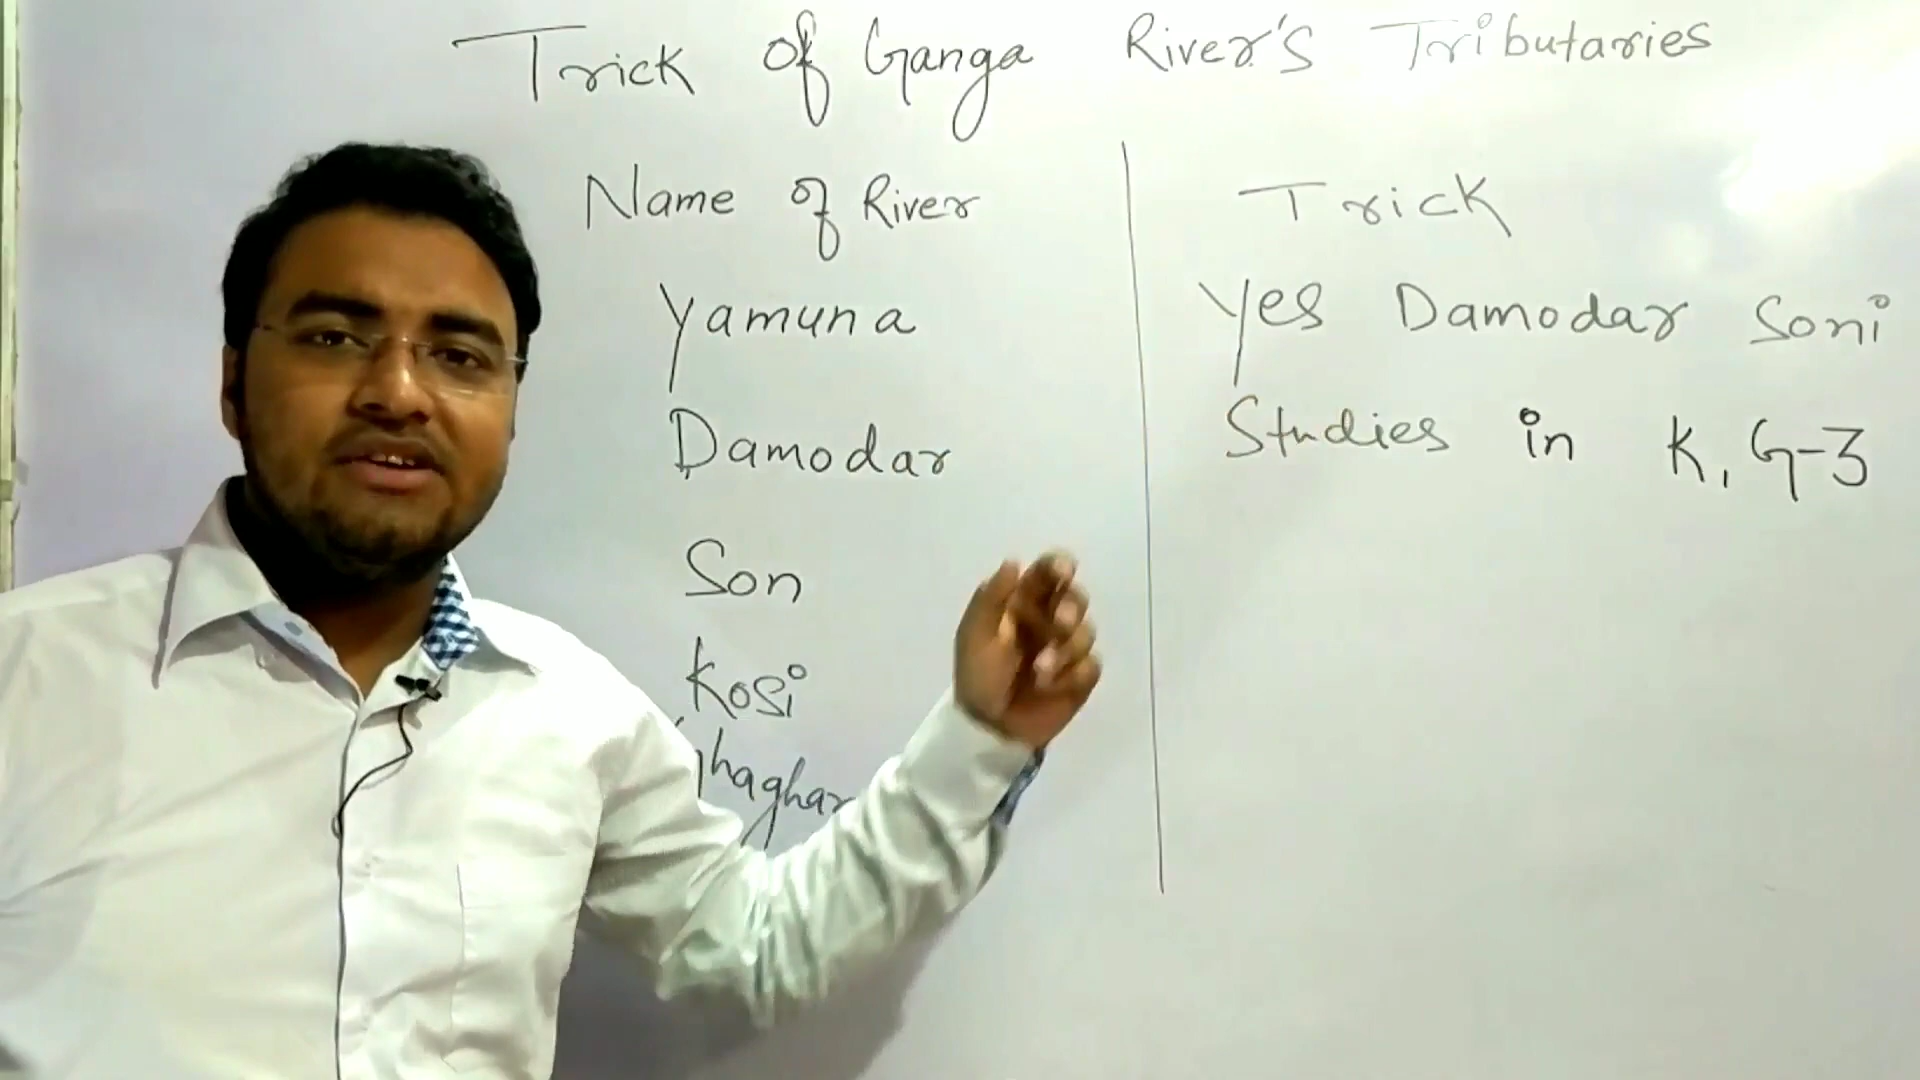 Trick of Ganga River's Tributaries
Name of River
Yamuna
Damodar
Son
Kosi
Trick
Yes Damodar Soni
Studies in K.G-3